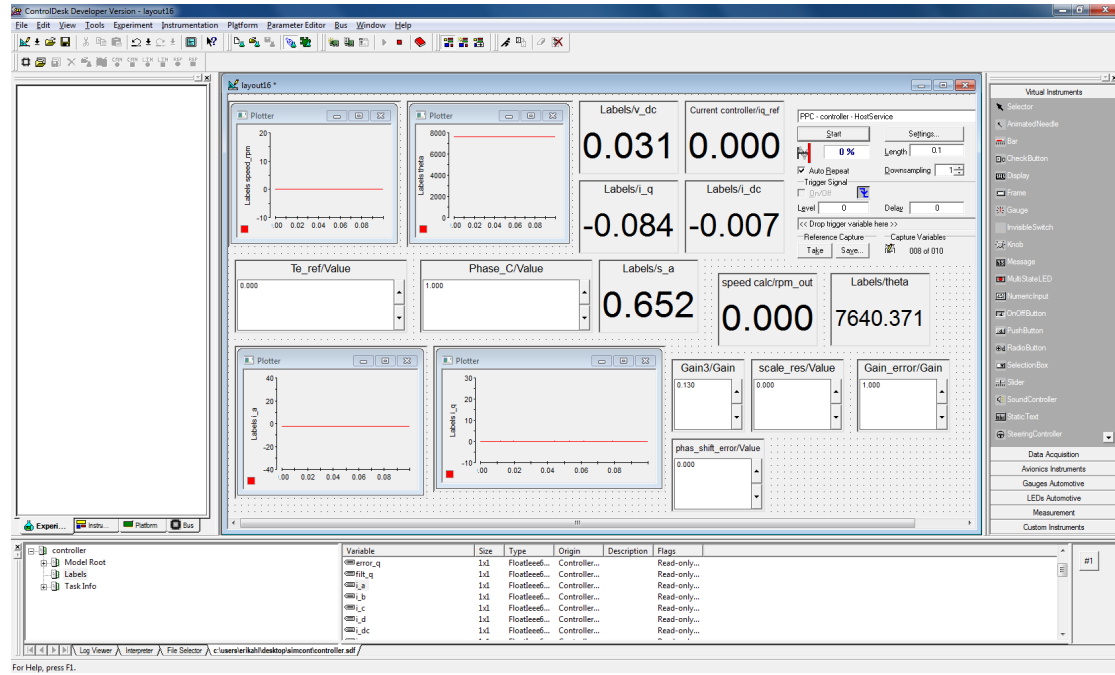 ControlDesk Developer Version - layout16
File Edit View Tools Experiment Instrumentation Platform Parameter Editor Bus Window Help
layout16 *
Plotter
Labels speed_rpm
20
10
0
-10
.00 0.02 0.04 0.06 0.08
Plotter
Labels theta
8000
6000
4000
2000
0
.00 0.02 0.04 0.06 0.08
Labels/v_dc
0.031
Current controller/iq_ref
0.000
Labels/i_q
-0.084
Labels/i_dc
-0.007
PPC - controller - HostService
Start Settings...
0 % Length 0.1
Auto Repeat Downsampling 1
Trigger Signal
On/Off
Level 0 Delay 0
<< Drop trigger variable here >>
Reference Capture Capture Variables
Take Save... 008 of 010
Te_ref/Value
0.000
Phase_C/Value
1.000
Labels/s_a
0.652
speed calc/rpm_out
0.000
Labels/theta
7640.371
Plotter
Labels i_a
40
20
0
-20
-40
.00 0.02 0.04 0.06 0.08
Plotter
Labels i_q
30
20
10
0
-10
.00 0.02 0.04 0.06 0.08
Gain3/Gain
0.130
scale_res/Value
0.000
Gain_error/Gain
1.000
phas_shift_error/Value
0.000
Virtual Instruments
Selector
AnimatedNeedle
Bar
CheckButton
Display
Frame
Gauge
InvisibleSwitch
Knob
Message
MultiStateLED
NumericInput
OnOffButton
PushButton
RadioButton
SelectionBox
Slider
SoundController
StaticText
SteeringController
Data Acquisition
Avionics Instruments
Gauges Automotive
LEDs Automotive
Measurement
Custom Instruments
Experi... Instru... Platform Bus
controller
Model Root
Labels
Task Info
Variable Size Type Origin Description Flags
error_q 1x1 FloatIeee6... Controller... Read-only...
filt_q 1x1 FloatIeee6... Controller... Read-only...
i_a 1x1 FloatIeee6... Controller... Read-only...
i_b 1x1 FloatIeee6... Controller... Read-only...
i_c 1x1 FloatIeee6... Controller... Read-only...
i_d 1x1 FloatIeee6... Controller... Read-only...
i_dc 1x1 FloatIeee6... Controller... Read-only...
#1
Log Viewer Interpreter File Selector c:\users\erikahl\desktop\simcont\controller.sdf
For Help, press F1.